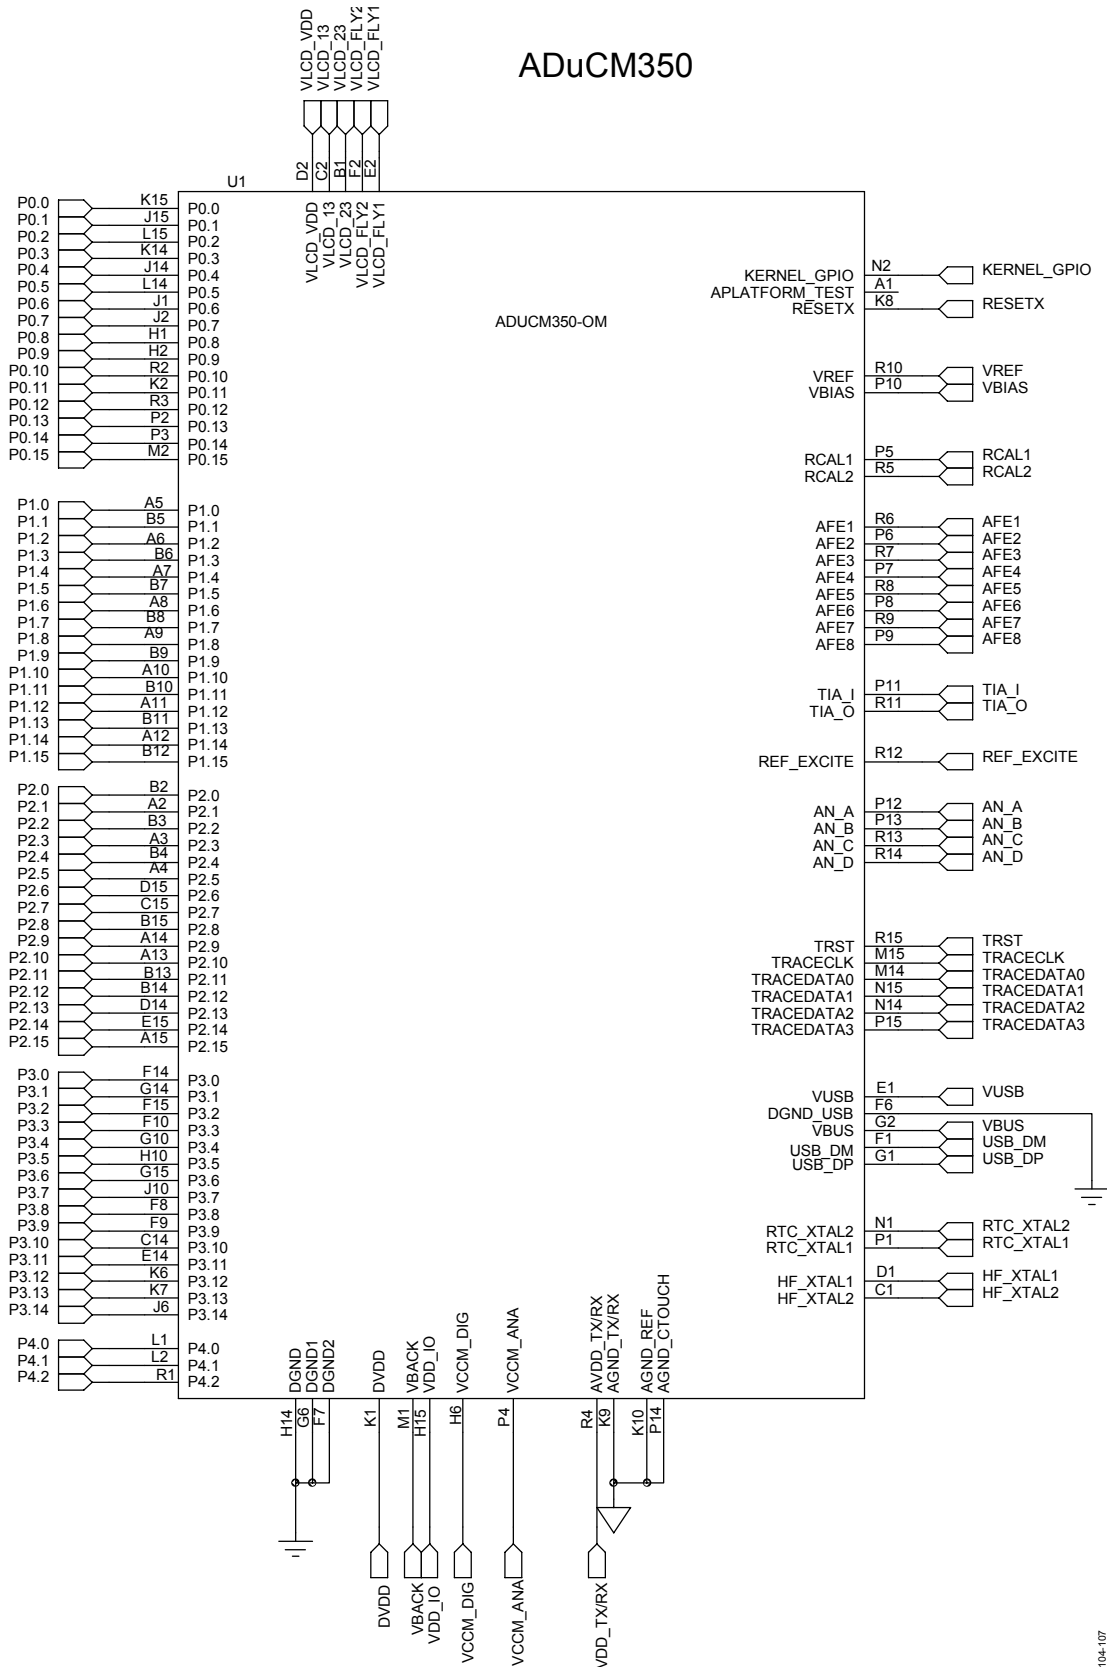 ADuCM350
VLCD_VDD
VLCD_13
VLCD_23
VLCD_FLY2
VLCD_FLY1
D2
C2
B1
F2
E2
U1
VLCD_VDD
VLCD_13
VLCD_23
VLCD_FLY2
VLCD_FLY1
ADUCM350-OM
P0.0 K15 P0.0
P0.1 J15 P0.1
P0.2 L15 P0.2
P0.3 K14 P0.3
P0.4 J14 P0.4
P0.5 L14 P0.5
P0.6 J1 P0.6
P0.7 J2 P0.7
P0.8 H1 P0.8
P0.9 H2 P0.9
P0.10 R2 P0.10
P0.11 K2 P0.11
P0.12 R3 P0.12
P0.13 P2 P0.13
P0.14 P3 P0.14
P0.15 M2 P0.15
P1.0 A5 P1.0
P1.1 B5 P1.1
P1.2 A6 P1.2
P1.3 B6 P1.3
P1.4 A7 P1.4
P1.5 B7 P1.5
P1.6 A8 P1.6
P1.7 B8 P1.7
P1.8 A9 P1.8
P1.9 B9 P1.9
P1.10 A10 P1.10
P1.11 B10 P1.11
P1.12 A11 P1.12
P1.13 B11 P1.13
P1.14 A12 P1.14
P1.15 B12 P1.15
P2.0 B2 P2.0
P2.1 A2 P2.1
P2.2 B3 P2.2
P2.3 A3 P2.3
P2.4 B4 P2.4
P2.5 A4 P2.5
P2.6 D15 P2.6
P2.7 C15 P2.7
P2.8 B15 P2.8
P2.9 A14 P2.9
P2.10 A13 P2.10
P2.11 B13 P2.11
P2.12 B14 P2.12
P2.13 D14 P2.13
P2.14 E15 P2.14
P2.15 A15 P2.15
P3.0 F14 P3.0
P3.1 G14 P3.1
P3.2 F15 P3.2
P3.3 F10 P3.3
P3.4 G10 P3.4
P3.5 H10 P3.5
P3.6 G15 P3.6
P3.7 J10 P3.7
P3.8 F8 P3.8
P3.9 F9 P3.9
P3.10 C14 P3.10
P3.11 E14 P3.11
P3.12 K6 P3.12
P3.13 K7 P3.13
P3.14 J6 P3.14
P4.0 L1 P4.0
P4.1 L2 P4.1
P4.2 R1 P4.2
KERNEL_GPIO N2 KERNEL_GPIO
APLATFORM_TEST A1
RESETX K8 RESETX
VREF R10 VREF
VBIAS P10 VBIAS
RCAL1 P5 RCAL1
RCAL2 R5 RCAL2
AFE1 R6 AFE1
AFE2 P6 AFE2
AFE3 R7 AFE3
AFE4 P7 AFE4
AFE5 R8 AFE5
AFE6 P8 AFE6
AFE7 R9 AFE7
AFE8 P9 AFE8
TIA_I P11 TIA_I
TIA_O R11 TIA_O
REF_EXCITE R12 REF_EXCITE
AN_A P12 AN_A
AN_B P13 AN_B
AN_C R13 AN_C
AN_D R14 AN_D
TRST R15 TRST
TRACECLK M15 TRACECLK
TRACEDATA0 M14 TRACEDATA0
TRACEDATA1 N15 TRACEDATA1
TRACEDATA2 N14 TRACEDATA2
TRACEDATA3 P15 TRACEDATA3
VUSB E1 VUSB
DGND_USB F6
VBUS G2 VBUS
USB_DM F1 USB_DM
USB_DP G1 USB_DP
RTC_XTAL2 N1 RTC_XTAL2
RTC_XTAL1 P1 RTC_XTAL1
HF_XTAL1 D1 HF_XTAL1
HF_XTAL2 C1 HF_XTAL2
DGND
DGND1
DGND2
DVDD
VBACK
VDD_IO
VCCM_DIG
VCCM_ANA
AVDD_TX/RX
AGND_TX/RX
AGND_REF
AGND_CTOUCH
H14
G6
F7
K1
M1
H15
H6
P4
R4
K9
K10
P14
DVDD
VBACK
VDD_IO
VCCM_DIG
VCCM_ANA
VDD_TX/RX
104-107